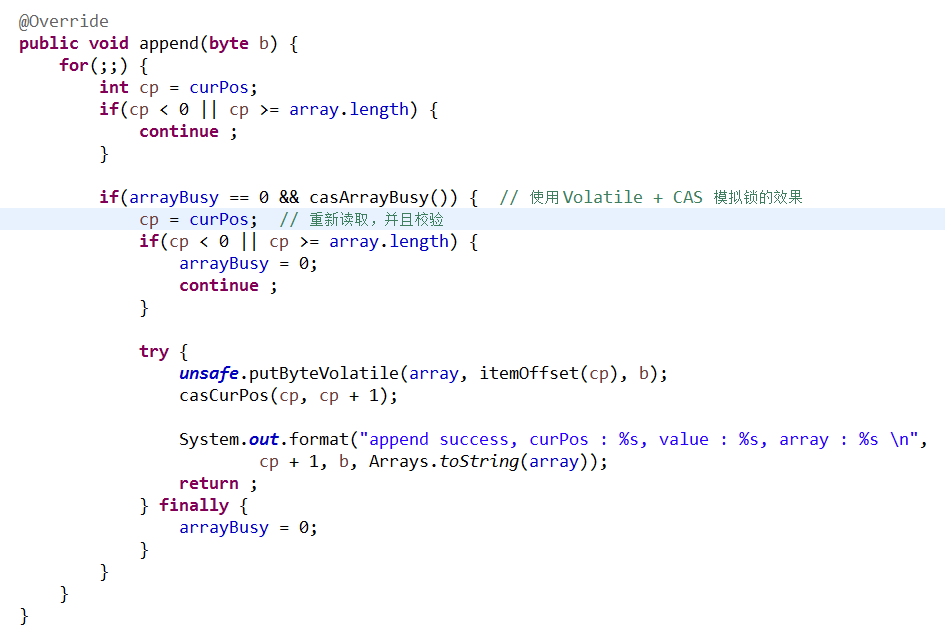 @Override
public void append(byte b) {
    for(;;) {
        int cp = curPos;
        if(cp < 0 || cp >= array.length) {
            continue ;
        }

        if(arrayBusy == 0 && casArrayBusy()) {  // 使用Volatile + CAS 模拟锁的效果
            cp = curPos;  // 重新读取，并且校验
            if(cp < 0 || cp >= array.length) {
                arrayBusy = 0;
                continue ;
            }

            try {
                unsafe.putByteVolatile(array, itemOffset(cp), b);
                casCurPos(cp, cp + 1);

                System.out.format("append success, curPos : %s, value : %s, array : %s \n",
                        cp + 1, b, Arrays.toString(array));
                return ;
            } finally {
                arrayBusy = 0;
            }
        }
    }
}